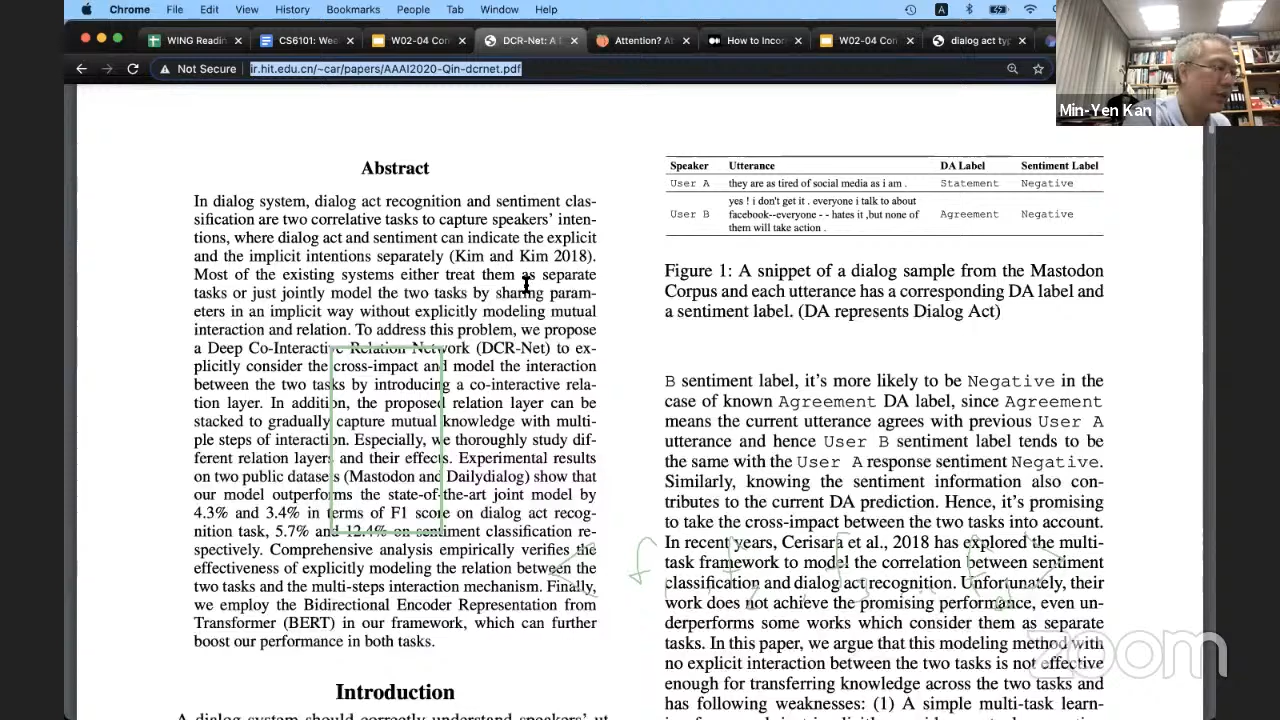 Chrome File Edit View History Bookmarks People Tab Window Help
WING Readin
CS6101: Wee
W02-04 Con
DCR-Net: A D
Attention? At
How to Incor
W02-04 Con
dialog act typ
Not Secure
ir.hit.edu.cn/~car/papers/AAAI2020-Qin-dcrnet.pdf
Min-Yen Kan
Abstract
In dialog system, dialog act recognition and sentiment clas-
sification are two correlative tasks to capture speakers' inten-
tions, where dialog act and sentiment can indicate the explicit
and the implicit intentions separately (Kim and Kim 2018).
Most of the existing systems either treat them as separate
tasks or just jointly model the two tasks by sharing param-
eters in an implicit way without explicitly modeling mutual
interaction and relation. To address this problem, we propose
a Deep Co-Interactive Relation Network (DCR-Net) to ex-
plicitly consider the cross-impact and model the interaction
between the two tasks by introducing a co-interactive rela-
tion layer. In addition, the proposed relation layer can be
stacked to gradually capture mutual knowledge with multi-
ple steps of interaction. Especially, we thoroughly study dif-
ferent relation layers and their effects. Experimental results
on two public datasets (Mastodon and Dailydialog) show that
our model outperforms the state-of-the-art joint model by
4.3% and 3.4% in terms of F1 score on dialog act recog-
nition task, 5.7% and 12.4% on sentiment classification re-
spectively. Comprehensive analysis empirically verifies the
effectiveness of explicitly modeling the relation between the
two tasks and the multi-steps interaction mechanism. Finally,
we employ the Bidirectional Encoder Representation from
Transformer (BERT) in our framework, which can further
boost our performance in both tasks.
Introduction
A dialog system should correctly understand speakers' ut
Speaker Utterance DA Label Sentiment Label
User A they are as tired of social media as i am . Statement Negative
yes ! i don't get it . everyone i talk to about
User B facebook--everyone - - hates it ,but none of Agreement Negative
them will take action .
Figure 1: A snippet of a dialog sample from the Mastodon
Corpus and each utterance has a corresponding DA label and
a sentiment label. (DA represents Dialog Act)
B sentiment label, it's more likely to be Negative in the
case of known Agreement DA label, since Agreement
means the current utterance agrees with previous User A
utterance and hence User B sentiment label tends to be
the same with the User A response sentiment Negative.
Similarly, knowing the sentiment information also con-
tributes to the current DA prediction. Hence, it's promising
to take the cross-impact between the two tasks into account.
In recent years, Cerisara et al., 2018 has explored the multi-
task framework to model the correlation between sentiment
classification and dialog act recognition. Unfortunately, their
work does not achieve the promising performance, even un-
derperforms some works which consider them as separate
tasks. In this paper, we argue that this modeling method with
no explicit interaction between the two tasks is not effective
enough for transferring knowledge across the two tasks and
has following weaknesses: (1) A simple multi-task learn-
zoom